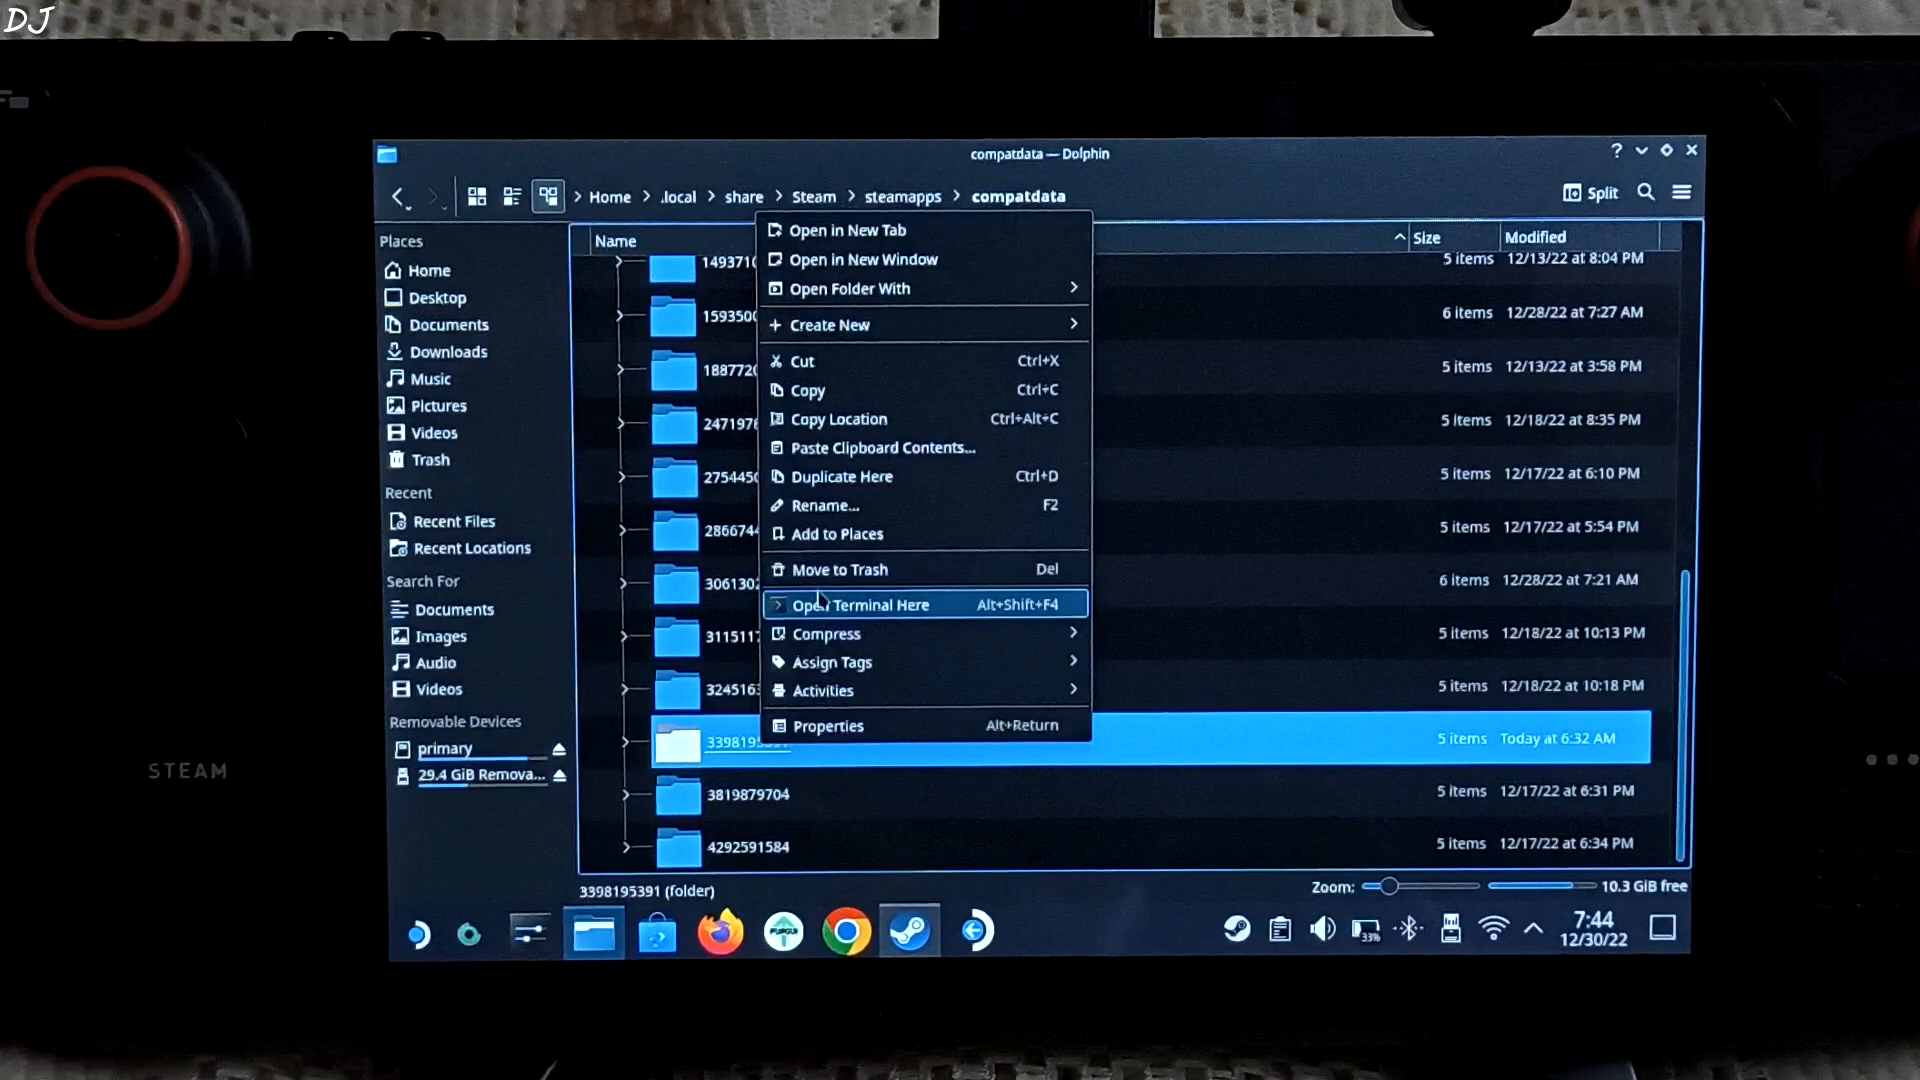 DJ
compatdata — Dolphin
Home > .local > share > Steam > steamapps > compatdata
Split
Places
Home
Desktop
Documents
Downloads
Music
Pictures
Videos
Trash
Recent
Recent Files
Recent Locations
Search For
Documents
Images
Audio
Videos
Removable Devices
primary
29.4 GiB Remova...
Name
Size
Modified
5 items 12/13/22 at 8:04 PM
6 items 12/28/22 at 7:27 AM
5 items 12/13/22 at 3:58 PM
5 items 12/18/22 at 8:35 PM
5 items 12/17/22 at 6:10 PM
5 items 12/17/22 at 5:54 PM
6 items 12/28/22 at 7:21 AM
5 items 12/18/22 at 10:13 PM
5 items 12/18/22 at 10:18 PM
5 items Today at 6:32 AM
3819879704 5 items 12/17/22 at 6:31 PM
4292591584 5 items 12/17/22 at 6:34 PM
Open in New Tab
Open in New Window
Open Folder With
Create New
Cut Ctrl+X
Copy Ctrl+C
Copy Location Ctrl+Alt+C
Paste Clipboard Contents...
Duplicate Here Ctrl+D
Rename... F2
Add to Places
Move to Trash Del
Open Terminal Here Alt+Shift+F4
Compress
Assign Tags
Activities
Properties Alt+Return
3398195391 (folder)
Zoom:
10.3 GiB free
PUPGUI
33%
7:44
12/30/22
STEAM